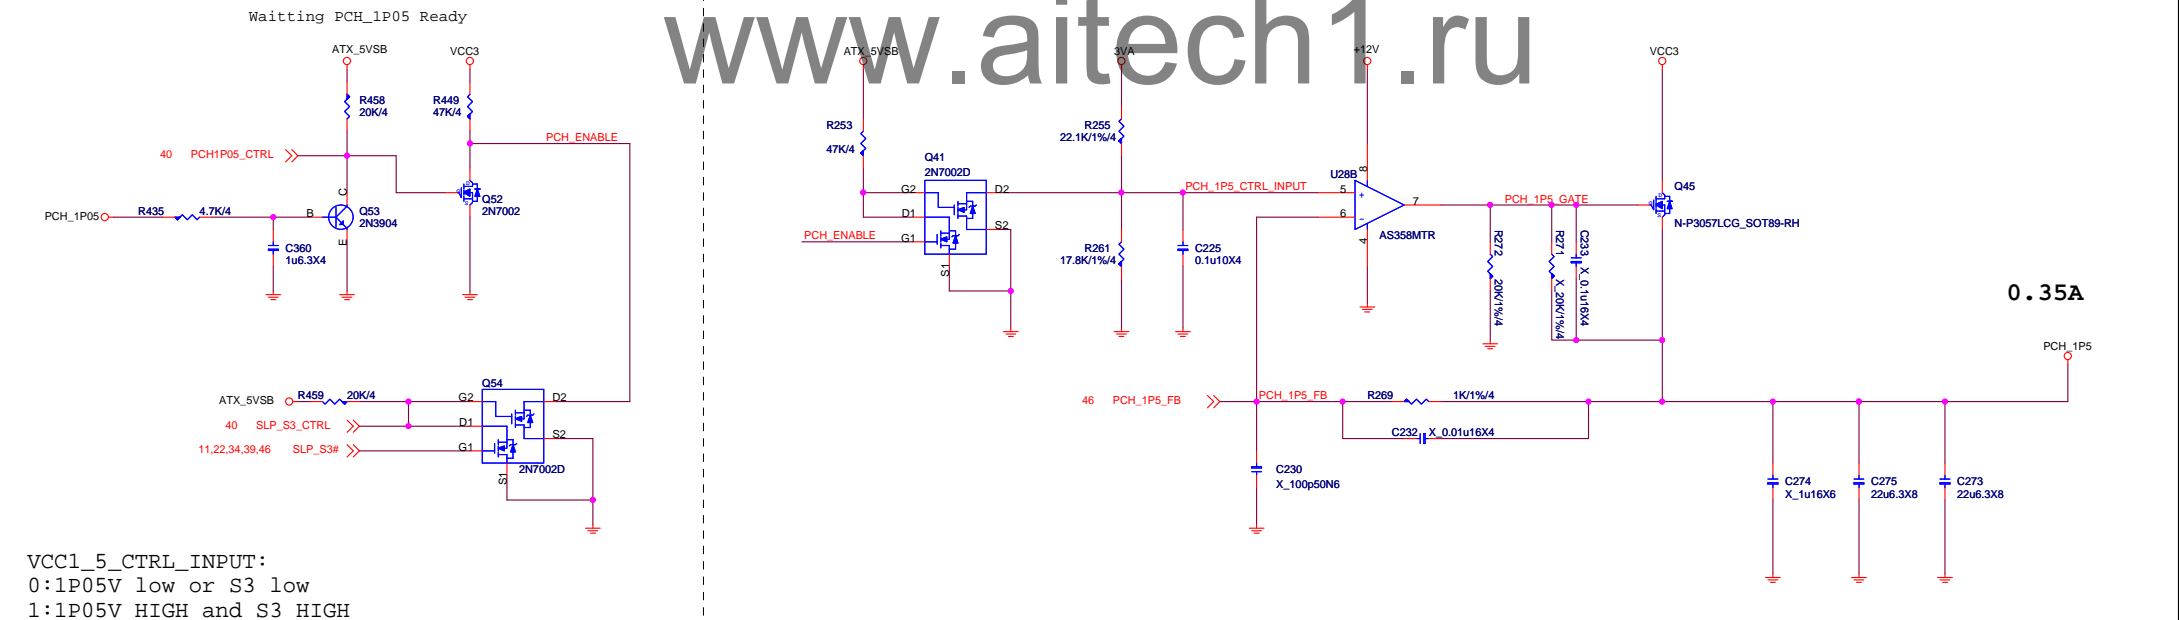 www.aitech1.ru
Waitting PCH_1P05 Ready
ATX_5VSB
VCC3
R458
20K/4
R449
47K/4
PCH_ENABLE
40 PCH1P05_CTRL
C
B
E
Q53
2N3904
Q52
2N7002
PCH_1P05
R435
4.7K/4
C360
1u6.3X4
ATX_5VSB
R459
20K/4
40 SLP_S3_CTRL
11,22,34,39,46 SLP_S3#
Q54
G2
D2
D1
S2
G1
S1
2N7002D
VCC1_5_CTRL_INPUT:
0:1P05V low or S3 low
1:1P05V HIGH and S3 HIGH
ATX_5VSB
3VA
+12V
VCC3
R253
47K/4
R255
22.1K/1%/4
Q41
2N7002D
G2
D2
D1
S2
G1
S1
PCH_ENABLE
PCH_1P5_CTRL_INPUT
R261
17.8K/1%/4
C225
0.1u10X4
U28B
5
+
6
-
7
8
4
AS358MTR
PCH_1P5_GATE
Q45
N-P3057LCG_SOT89-RH
R272
20K/1%/4
R271
X_20K/1%/4
C233
X_0.1u16X4
0.35A
PCH_1P5
46 PCH_1P5_FB
PCH_1P5_FB
R269
1K/1%/4
C232
X_0.01u16X4
C230
X_100p50N6
C274
X_1u16X6
C275
22u6.3X8
C273
22u6.3X8